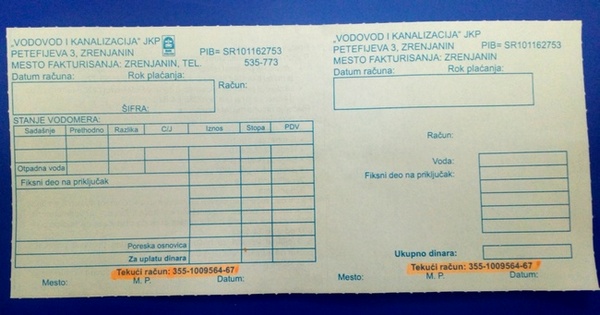 „VODOVOD I KANALIZACIJA" JKP
PETEFIJEVA 3, ZRENJANIN PIB= SR101162753
MESTO FAKTURISANJA: ZRENJANIN, TEL. 535-773
Datum računa: Rok plaćanja:
Račun:
ŠIFRA:
STANJE VODOMERA:
Sadašnje Prethodno Razlika C/J Iznos Stopa PDV
Otpadna voda
Fiksni deo na priključak
Poreska osnovica
Za uplatu dinara
Tekući račun: 355-1009564-67
Mesto: M. P. Datum:
„VODOVOD I KANALIZACIJA" JKP
PETEFIJEVA 3, ZRENJANIN PIB= SR101162753
MESTO FAKTURISANJA: ZRENJANIN
Datum računa: Rok plaćanja:
Račun:
Voda:
Fiksni deo na priključak:
Ukupno dinara:
Tekući račun: 355-1009564-67
Mesto: M. P. Datum: